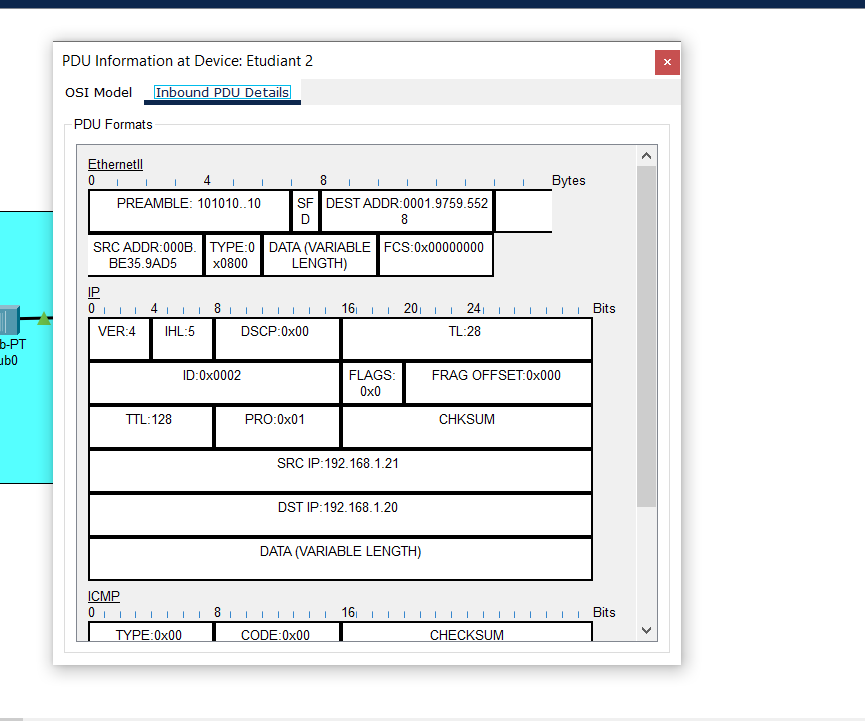 PDU Information at Device: Etudiant 2
OSI Model Inbound PDU Details
PDU Formats
EthernetII
0 4 8 Bytes
PREAMBLE: 101010..10
SF
D
DEST ADDR:0001.9759.552
8
SRC ADDR:000B.
BE35.9AD5
TYPE:0
x0800
DATA (VARIABLE
LENGTH)
FCS:0x00000000
IP
0 4 8 16 20 24 Bits
VER:4 IHL:5 DSCP:0x00 TL:28
ID:0x0002
FLAGS:
0x0
FRAG OFFSET:0x000
TTL:128 PRO:0x01 CHKSUM
SRC IP:192.168.1.21
DST IP:192.168.1.20
DATA (VARIABLE LENGTH)
ICMP
0 8 16 Bits
TYPE:0x00 CODE:0x00 CHECKSUM
b-PT
ub0